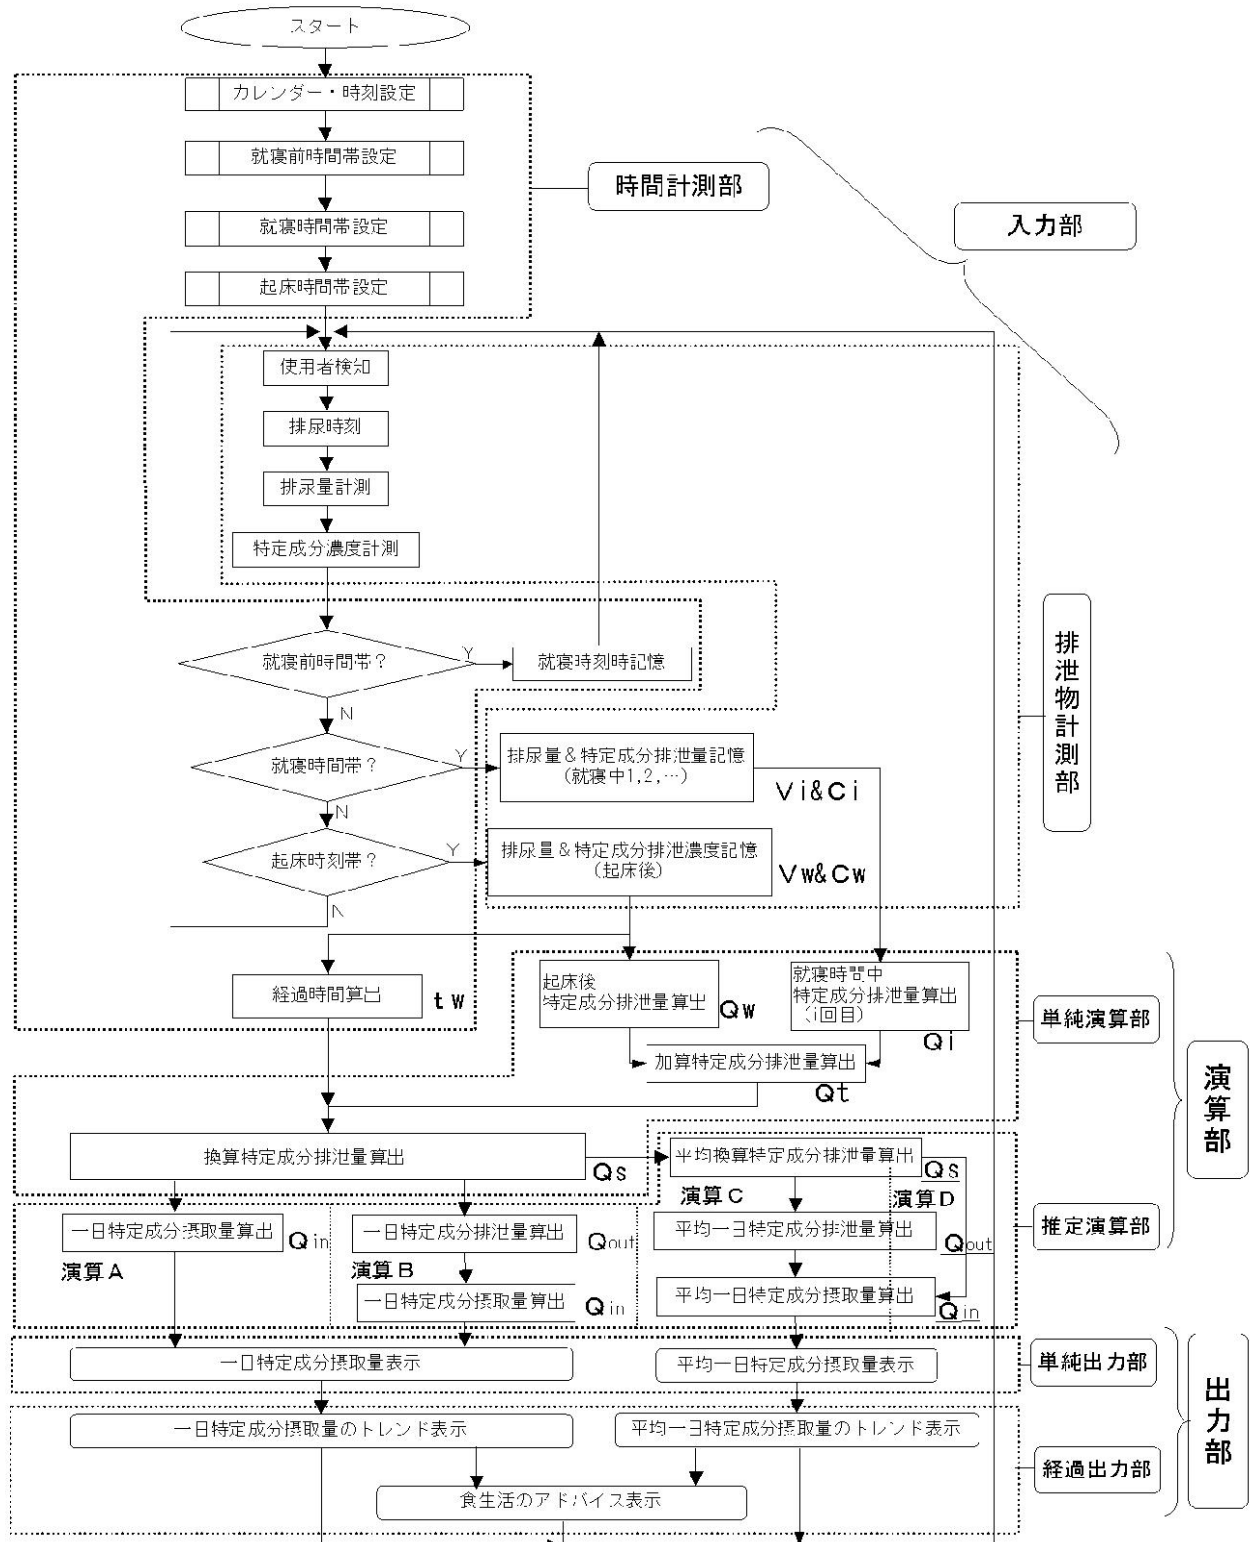 スタート
カレンダー・時刻設定
就寝前時間帯設定
時間計測部
入力部
就寝時間帯設定
起床時間帯設定
使用者検知
排尿時刻
排尿量計測
特定成分濃度計測
排泄物計測部
就寝前時間帯?
Y
就寝時刻時記憶
N
就寝時間帯?
Y
排尿量&特定成分排泄量記憶
(就寝中1,2,…)
Vi&Ci
N
起床時刻帯?
Y
排尿量&特定成分排泄濃度記憶
(起床後)
Vw&Cw
N
経過時間算出
tw
起床後
特定成分排泄量算出
Qw
就寝時間中
特定成分排泄量算出
(i回目)
Qi
単純演算部
加算特定成分排泄量算出
Qt
演算部
換算特定成分排泄量算出
Qs
平均換算特定成分排泄量算出
Qs
演算C
演算D
一日特定成分摂取量算出
Qin
演算A
一日特定成分排泄量算出
Qout
演算B
一日特定成分摂取量算出
Qin
平均一日特定成分排泄量算出
Qout
平均一日特定成分摂取量算出
Qin
推定演算部
一日特定成分摂取量表示
平均一日特定成分摂取量表示
単純出力部
出力部
一日特定成分摂取量のトレンド表示
平均一日特定成分摂取量のトレンド表示
経過出力部
食生活のアドバイス表示